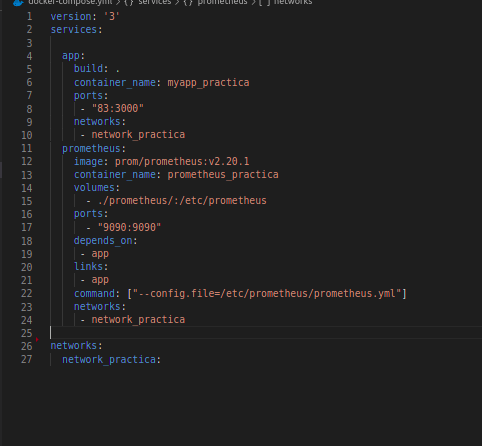 docker-compose.yml > {} services > {} prometheus > [ ] networks
1 version: '3'
2 services:
3
4 app:
5 build: .
6 container_name: myapp_practica
7 ports:
8 - "83:3000"
9 networks:
10 - network_practica
11 prometheus:
12 image: prom/prometheus:v2.20.1
13 container_name: prometheus_practica
14 volumes:
15 - ./prometheus/:/etc/prometheus
16 ports:
17 - "9090:9090"
18 depends_on:
19 - app
20 links:
21 - app
22 command: ["--config.file=/etc/prometheus/prometheus.yml"]
23 networks:
24 - network_practica
25
26 networks:
27 network_practica: